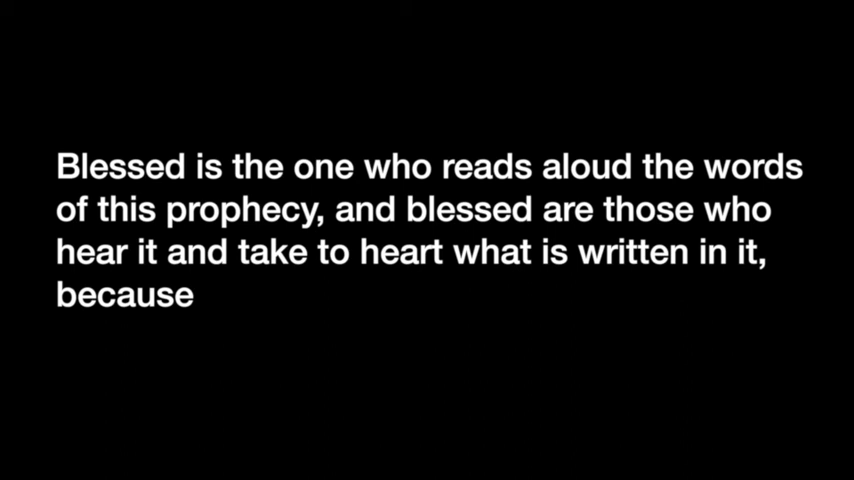 Blessed is the one who reads aloud the words
of this prophecy, and blessed are those who
hear it and take to heart what is written in it,
because